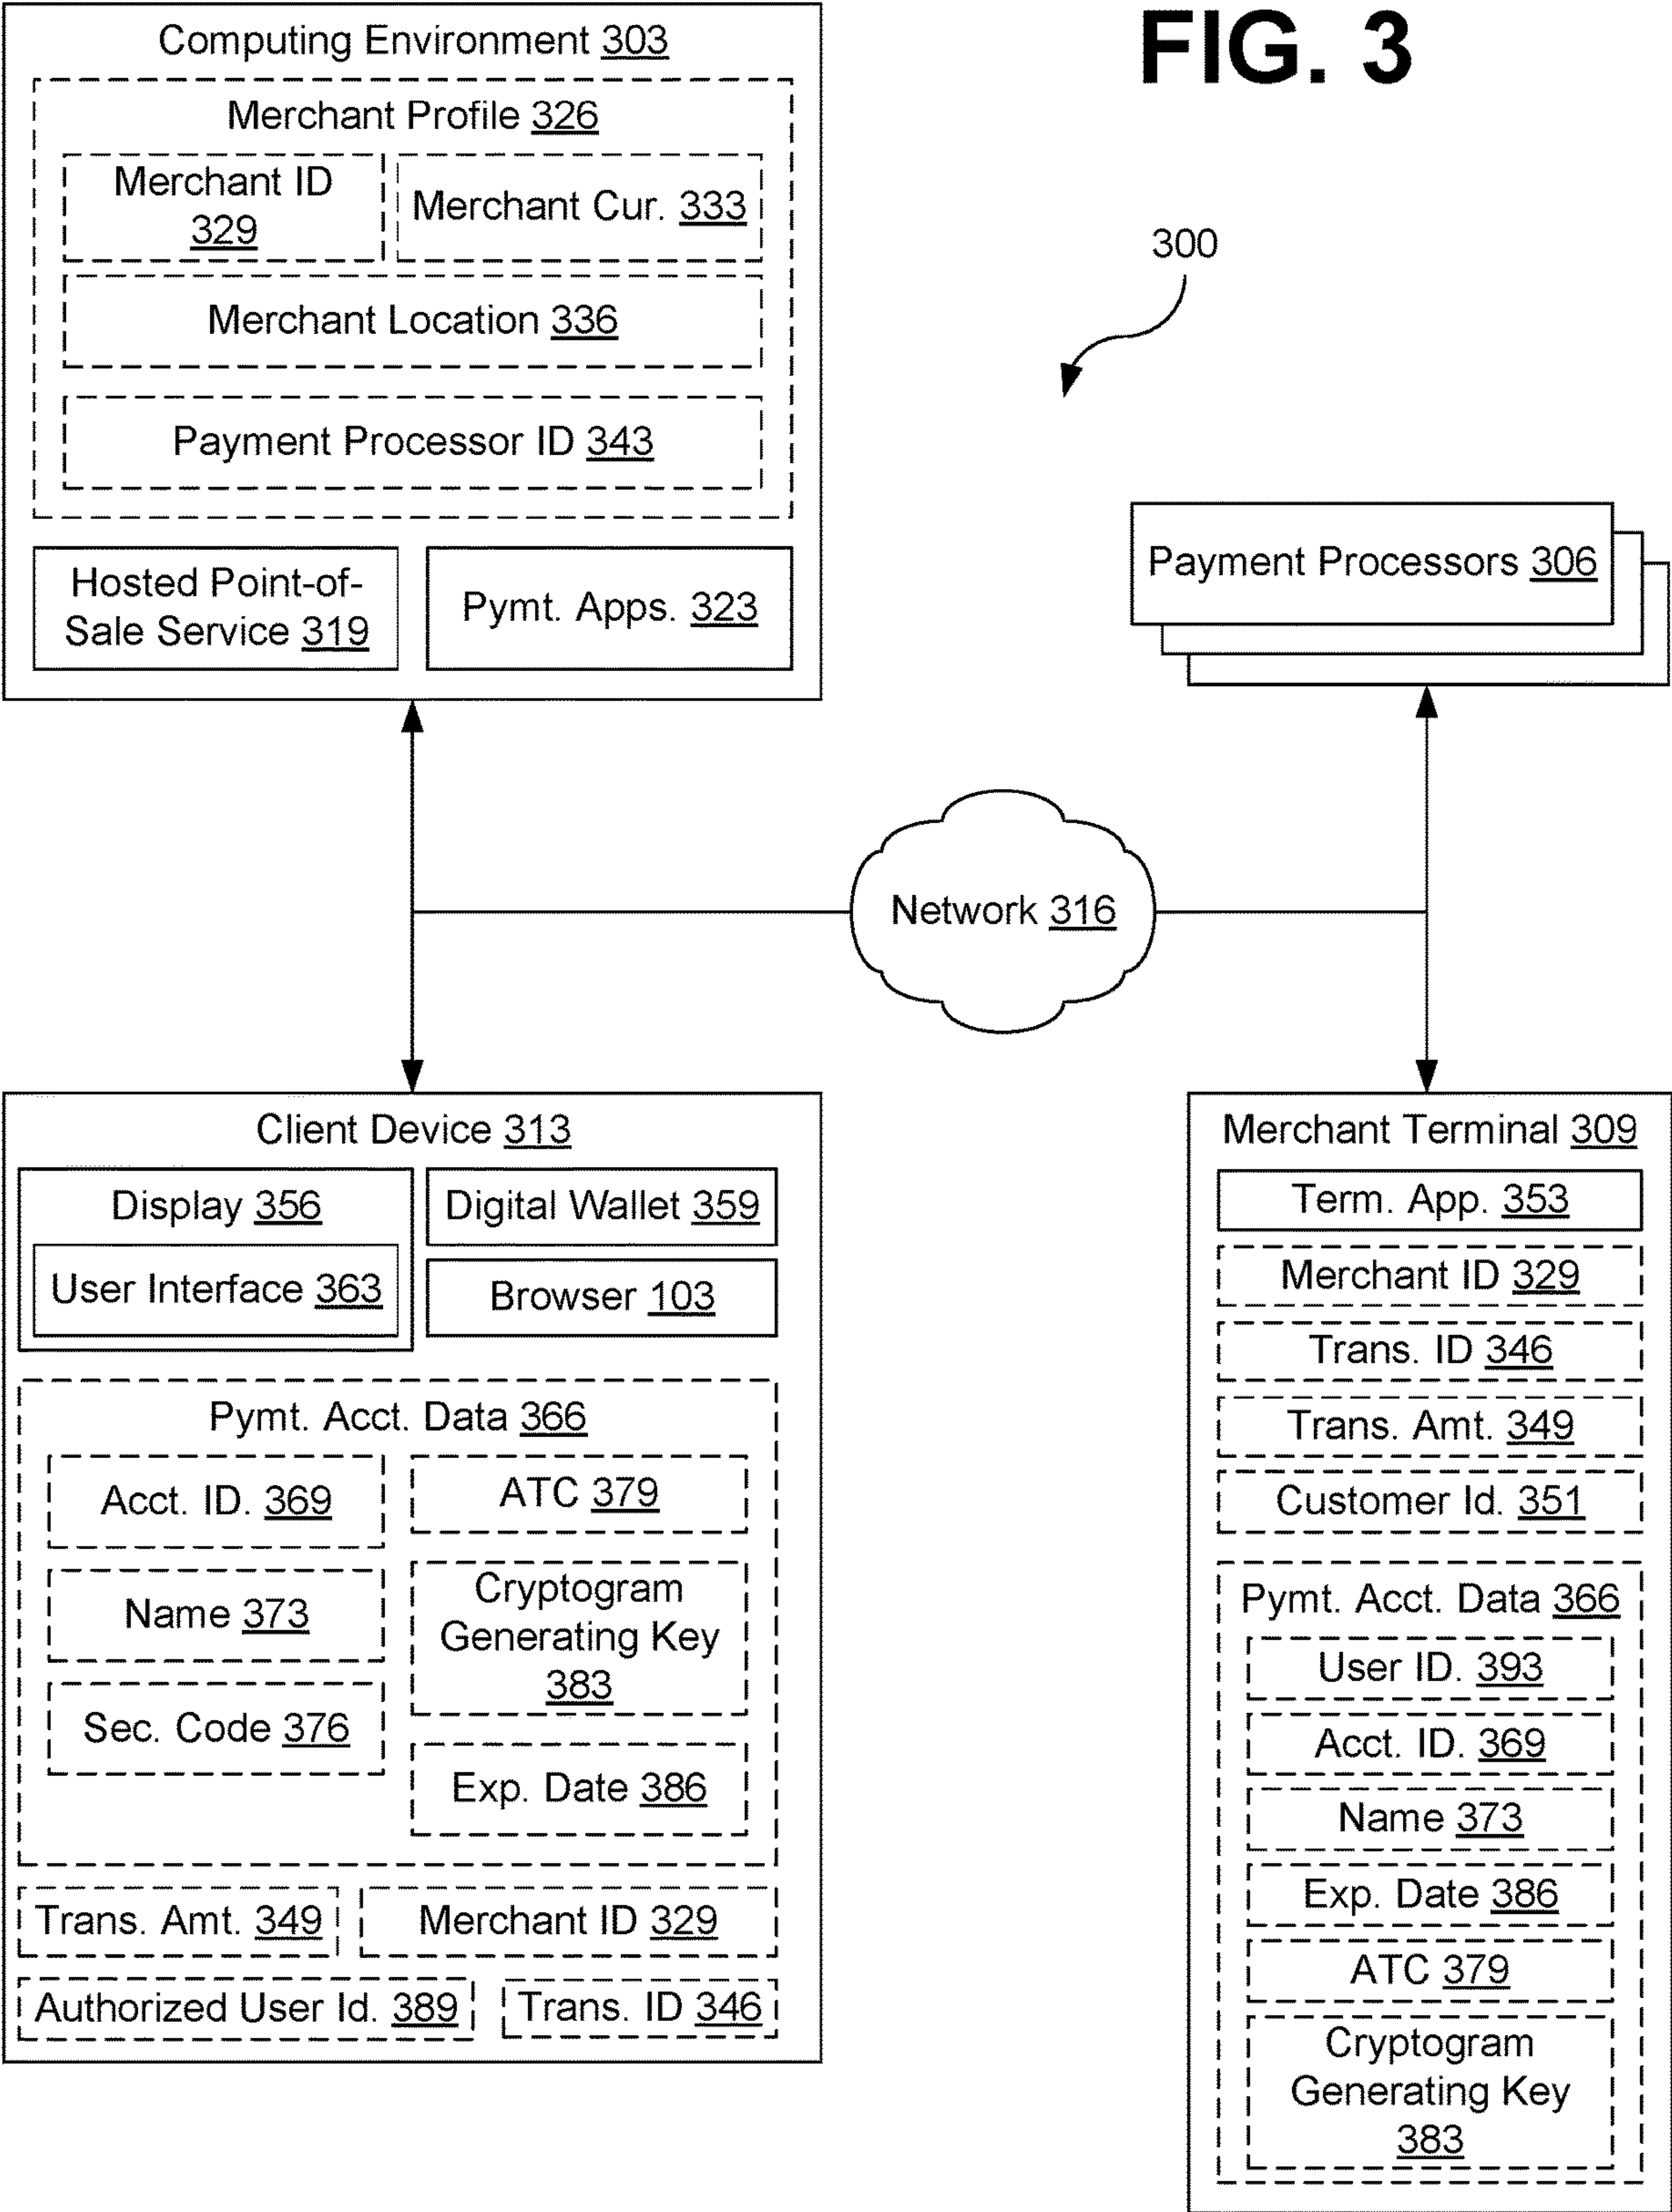 FIG. 3
Computing Environment 303
Merchant Profile 326
Merchant ID
329
Merchant Cur. 333
Merchant Location 336
Payment Processor ID 343
Hosted Point-of-
Sale Service 319
Pymt. Apps. 323
300
Payment Processors 306
Network 316
Client Device 313
Display 356
User Interface 363
Digital Wallet 359
Browser 103
Pymt. Acct. Data 366
Acct. ID. 369
Name 373
Sec. Code 376
ATC 379
Cryptogram
Generating Key
383
Exp. Date 386
Trans. Amt. 349
Merchant ID 329
Authorized User Id. 389
Trans. ID 346
Merchant Terminal 309
Term. App. 353
Merchant ID 329
Trans. ID 346
Trans. Amt. 349
Customer Id. 351
Pymt. Acct. Data 366
User ID. 393
Acct. ID. 369
Name 373
Exp. Date 386
ATC 379
Cryptogram
Generating Key
383